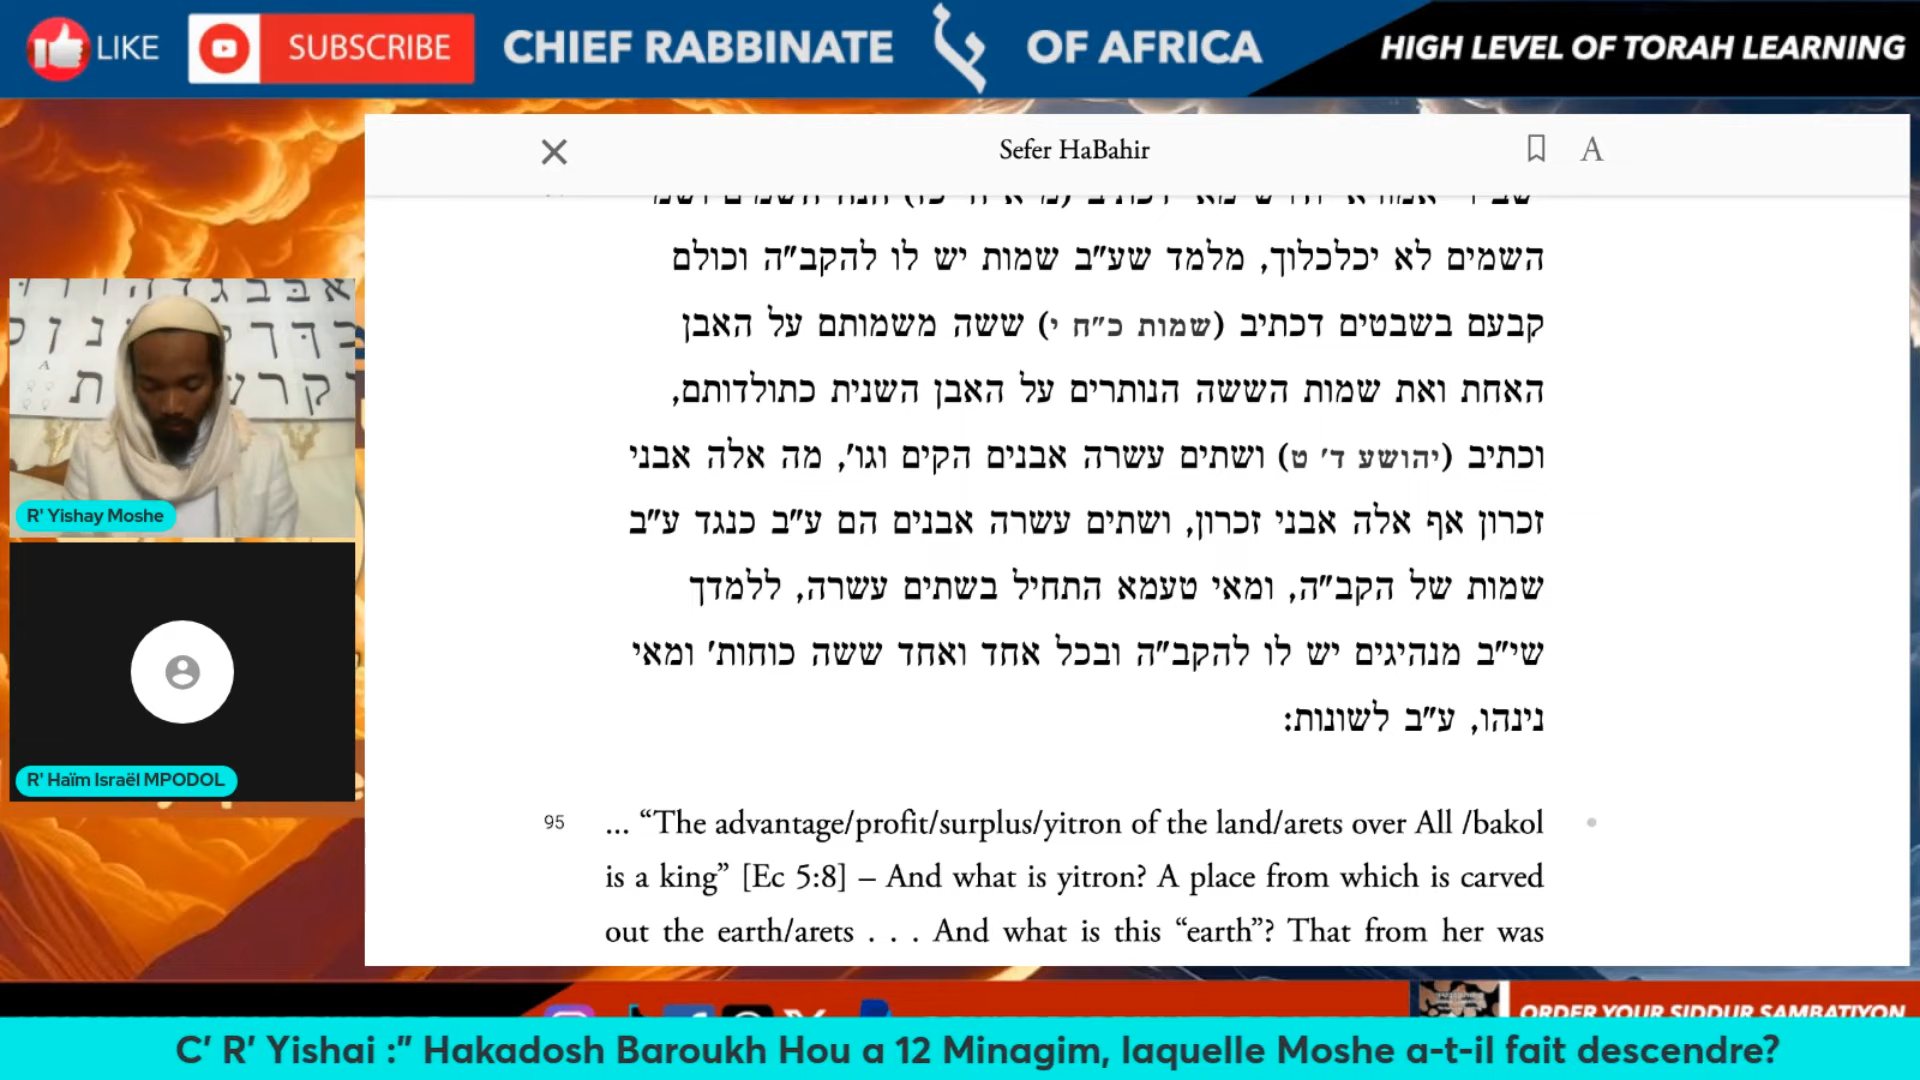 LIKE
SUBSCRIBE
CHIEF RABBINATE OF AFRICA
HIGH LEVEL OF TORAH LEARNING
Sefer HaBahir
A
השמים לא יכלכלוך, מלמד שע"ב שמות יש לו להקב"ה וכולם
קבעם בשבטים דכתיב (שמות כ"ח י) ששה משמותם על האבן
האחת ואת שמות הששה הנותרים על האבן השנית כתולדותם,
וכתיב (יהושע ד' ט) ושתים עשרה אבנים הקים וגו', מה אלה אבני
זכרון אף אלה אבני זכרון, ושתים עשרה אבנים הם ע"ב כנגד ע"ב
שמות של הקב"ה, ומאי טעמא התחיל בשתים עשרה, ללמדך
שי"ב מנהיגים יש לו להקב"ה ובכל אחד ואחד ששה כוחות' ומאי
נינהו, ע"ב לשונות:
95
... “The advantage/profit/surplus/yitron of the land/arets over All /bakol
is a king” [Ec 5:8] – And what is yitron? A place from which is carved
out the earth/arets . . . And what is this “earth”? That from her was
R' Yishay Moshe
R' Haïm Israël MPODOL
ORDER YOUR SIDDUR SAMBATIYON
C’ R’ Yishai :” Hakadosh Baroukh Hou a 12 Minagim, laquelle Moshe a-t-il fait descendre?